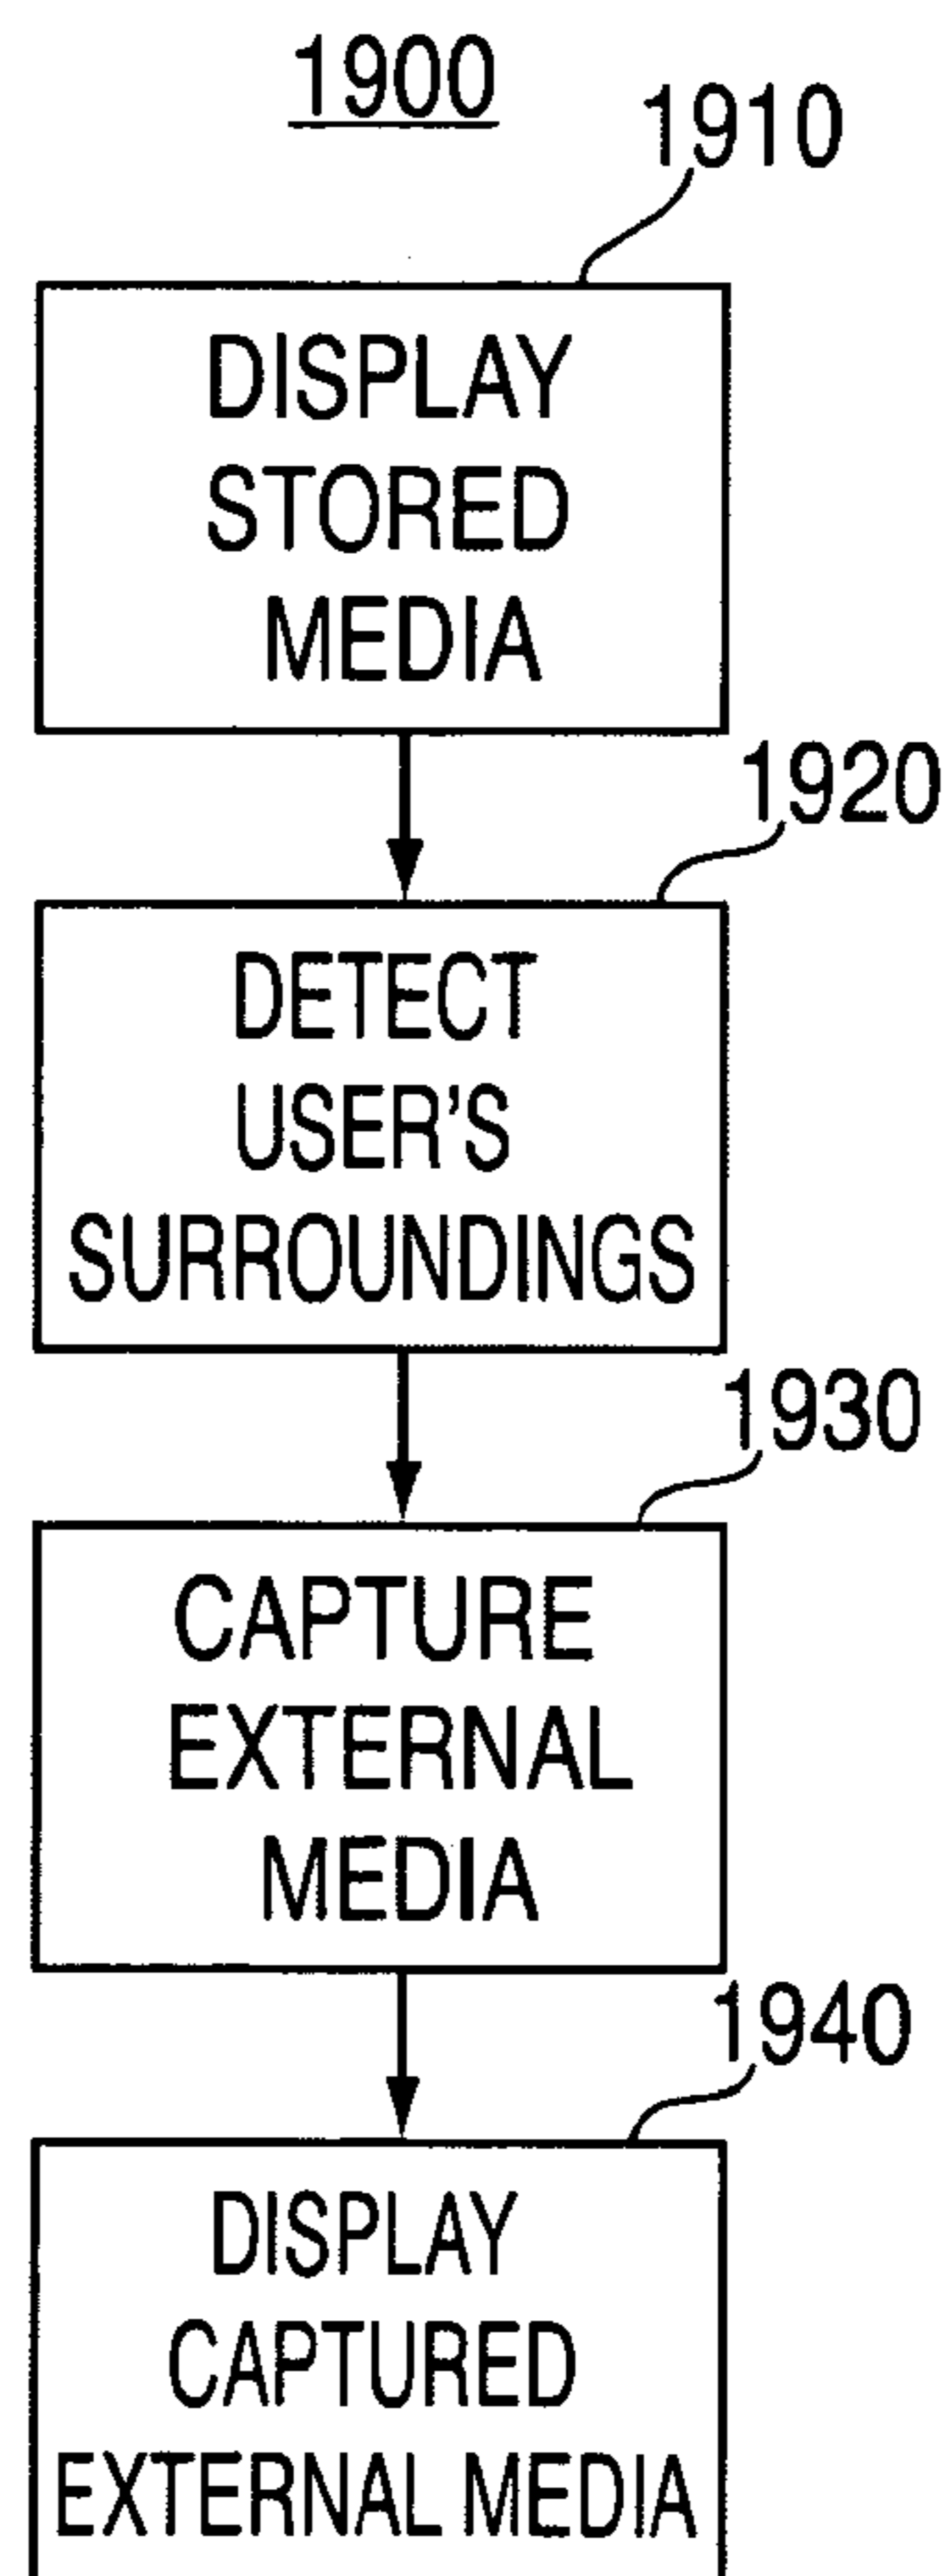 1900
1910
DISPLAY
STORED
MEDIA
1920
DETECT
USER'S
SURROUNDINGS
1930
CAPTURE
EXTERNAL
MEDIA
1940
DISPLAY
CAPTURED
EXTERNAL MEDIA